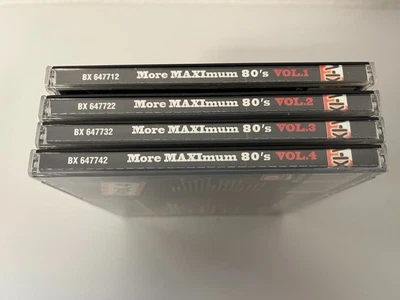 BX 647712 More MAXImum 80's VOL.1
BX 647722 More MAXImum 80's VOL.2
BX 647732 More MAXImum 80's VOL.3
BX 647742 More MAXImum 80's VOL.4